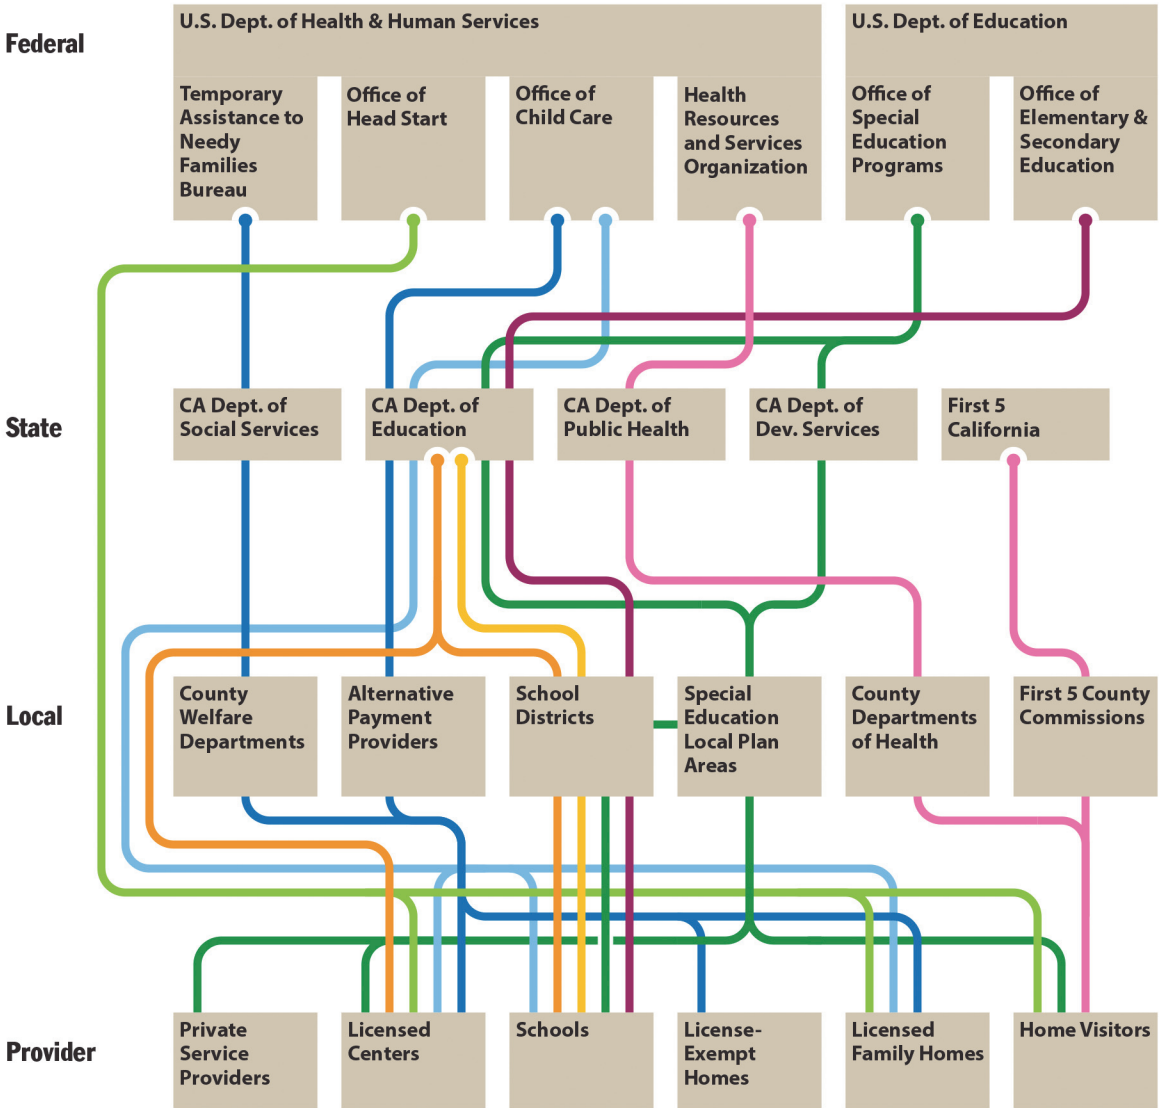 Federal
U.S. Dept. of Health & Human Services
U.S. Dept. of Education
Temporary
Assistance to
Needy
Families
Bureau
Office of
Head Start
Office of
Child Care
Health
Resources
and Services
Organization
Office of
Special
Education
Programs
Office of
Elementary &
Secondary
Education
State
CA Dept. of
Social Services
CA Dept. of
Education
CA Dept. of
Public Health
CA Dept. of
Dev. Services
First 5
California
Local
County
Welfare
Departments
Alternative
Payment
Providers
School
Districts
Special
Education
Local Plan
Areas
County
Departments
of Health
First 5 County
Commissions
Provider
Private
Service
Providers
Licensed
Centers
Schools
License-
Exempt
Homes
Licensed
Family Homes
Home Visitors